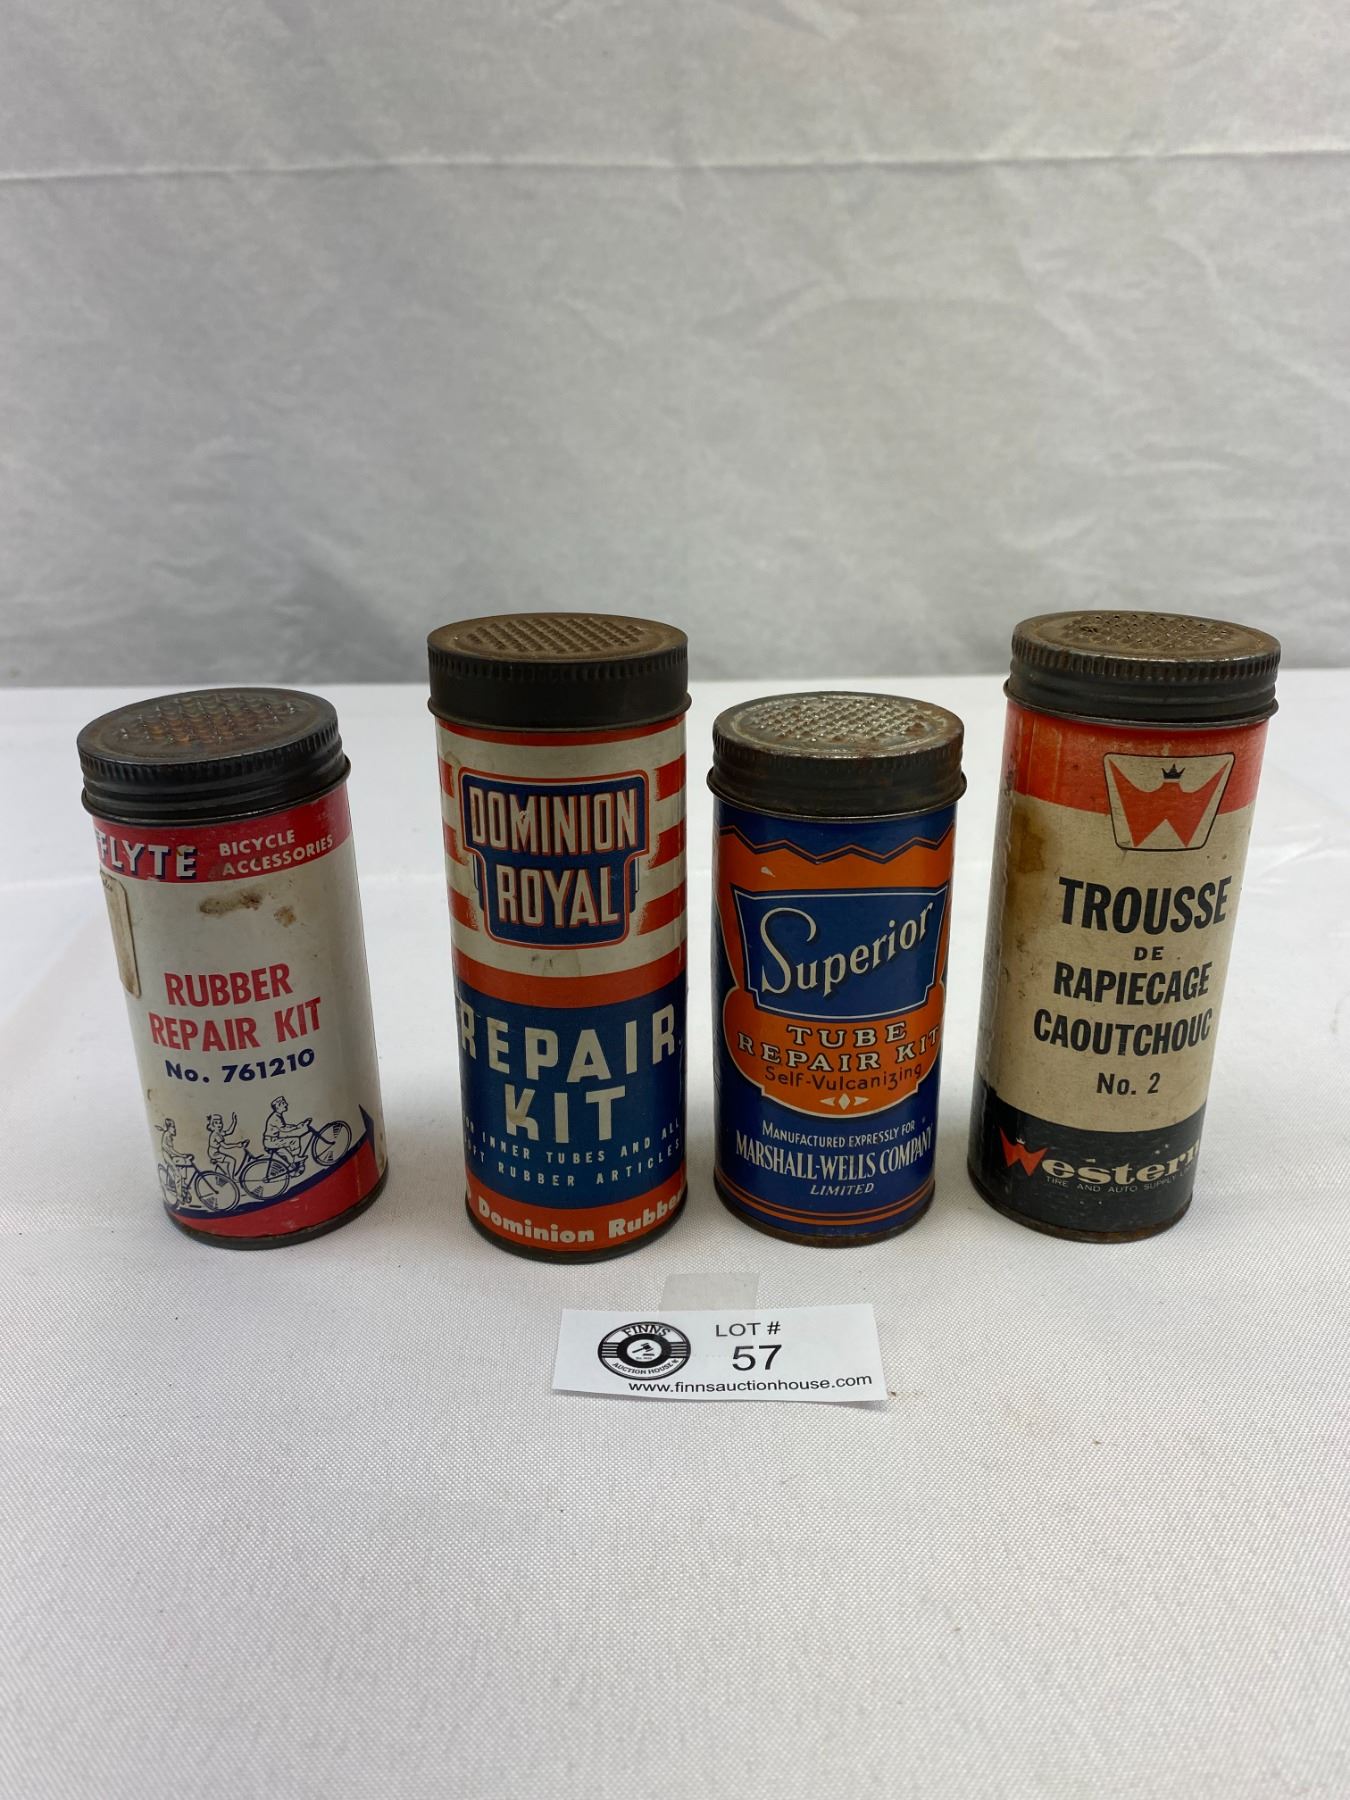 FLYTE BICYCLE
ACCESSORIES
RUBBER
REPAIR KIT
No. 761210
DOMINION
ROYAL
REPAIR
KIT
INNER TUBES AND ALL
RUBBER ARTICLES
Dominion Rubber
Superior
TUBE
REPAIR KIT
Self-Vulcanizing
MANUFACTURED EXPRESSLY FOR
MARSHALL-WELLS COMPANY
LIMITED
TROUSSE
DE
RAPIECAGE
CAOUTCHOUC
No. 2
Western
TIRE AND AUTO SUPPLY
FINNS
AUCTION HOUSE
LOT #
57
www.finnsauctionhouse.com